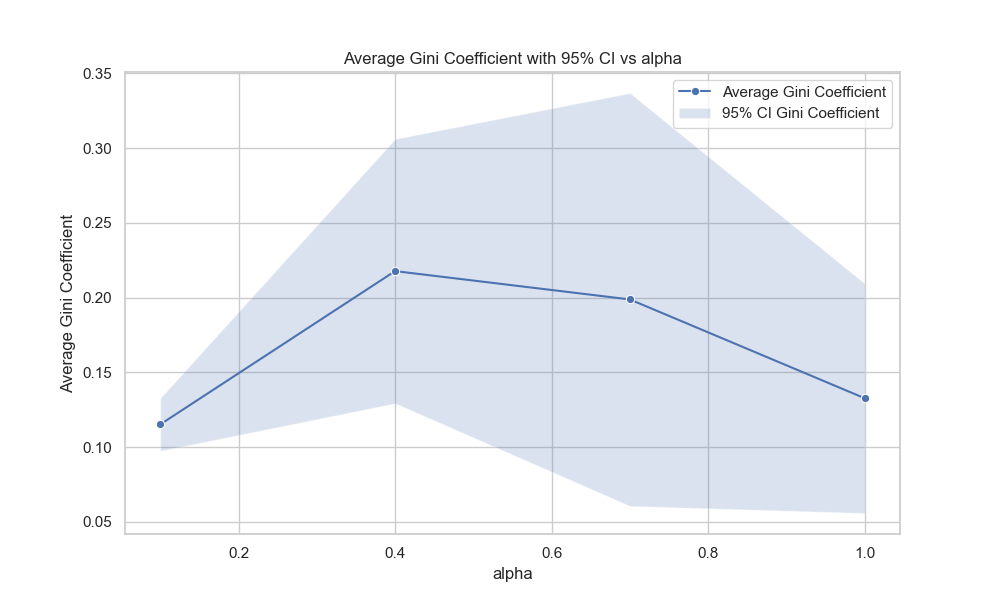 Average Gini Coefficient with 95% CI vs alpha
Average Gini Coefficient
95% CI Gini Coefficient
Average Gini Coefficient
0.35
0.30
0.25
0.20
0.15
0.10
0.05
0.2 0.4 0.6 0.8 1.0
alpha